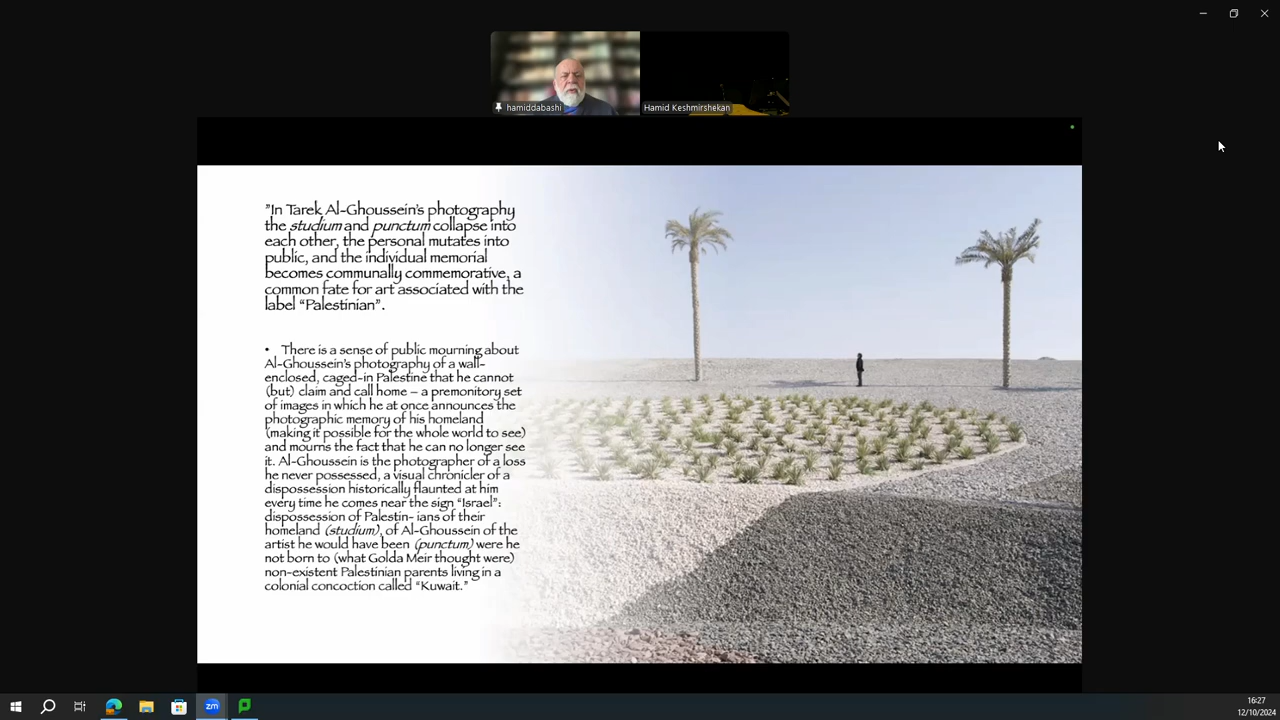 hamiddabashi
Hamid Keshmirshekan
"In Tarek Al-Ghoussein's photography
the studium and punctum collapse into
each other, the personal mutates into
public, and the individual memorial
becomes communally commemorative, a
common fate for art associated with the
label "Palestinian".
• There is a sense of public mourning about
Al-Ghoussein's photography of a wall-
enclosed, caged-in Palestine that he cannot
(but) claim and call home – a premonitory set
of images in which he at once announces the
photographic memory of his homeland
(making it possible for the whole world to see)
and mourns the fact that he can no longer see
it. Al-Ghoussein is the photographer of a loss
he never possessed, a visual chronicler of a
dispossession historically flaunted at him
every time he comes near the sign "Israel":
dispossession of Palestin- ians of their
homeland (studium), of Al-Ghoussein of the
artist he would have been (punctum) were he
not born to (what Golda Meir thought were)
non-existent Palestinian parents living in a
colonial concoction called "Kuwait."
zm
16:27
12/10/2024